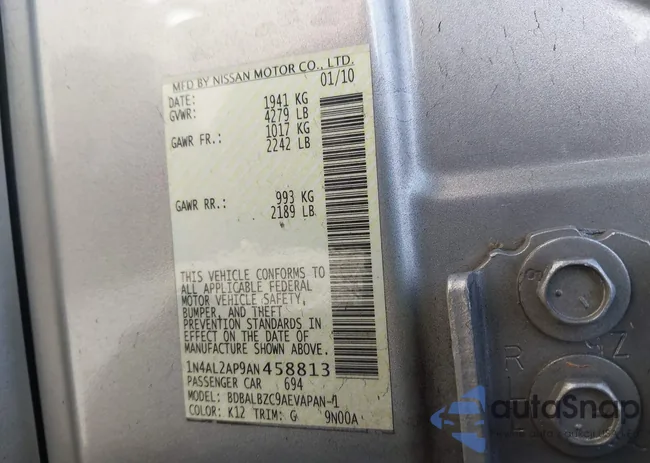 MFD BY NISSAN MOTOR CO., LTD.
01/10
DATE: 1941 KG
GVWR: 4279 LB
GAWR FR.: 1017 KG
2242 LB
GAWR RR.: 993 KG
2189 LB
THIS VEHICLE CONFORMS TO
ALL APPLICABLE FEDERAL
MOTOR VEHICLE SAFETY,
BUMPER, AND THEFT
PREVENTION STANDARDS IN
EFFECT ON THE DATE OF
MANUFACTURE SHOWN ABOVE.
1N4AL2AP9AN458813
PASSENGER CAR 694
MODEL: BDBALBZC9AEVAPAN-1
COLOR: K12 TRIM: G 9N00A
autoSnap